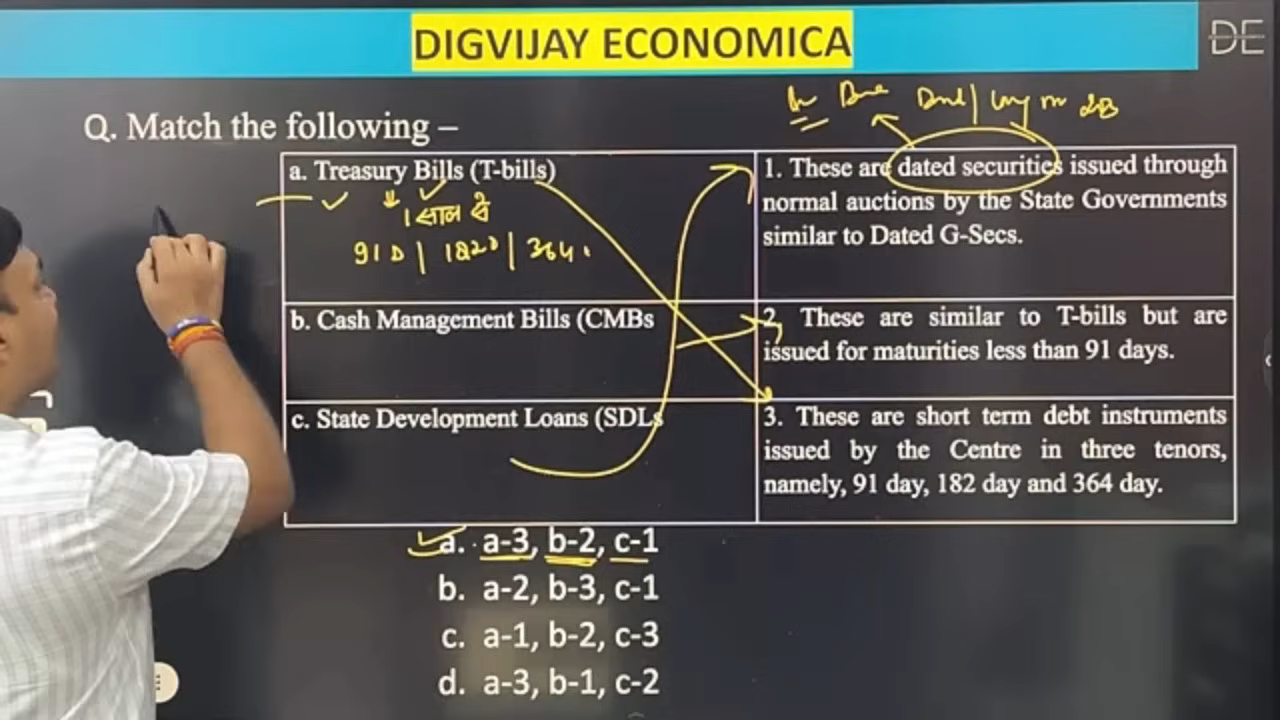 DIGVIJAY ECONOMICA
DE
Q. Match the following –
a. Treasury Bills (T-bills)
1 साल से
91D | 182D | 364
b. Cash Management Bills (CMBs
c. State Development Loans (SDLs
1. These are dated securities issued through
normal auctions by the State Governments
similar to Dated G-Secs.
2. These are similar to T-bills but are
issued for maturities less than 91 days.
3. These are short term debt instruments
issued by the Centre in three tenors,
namely, 91 day, 182 day and 364 day.
a. a-3, b-2, c-1
b. a-2, b-3, c-1
c. a-1, b-2, c-3
d. a-3, b-1, c-2